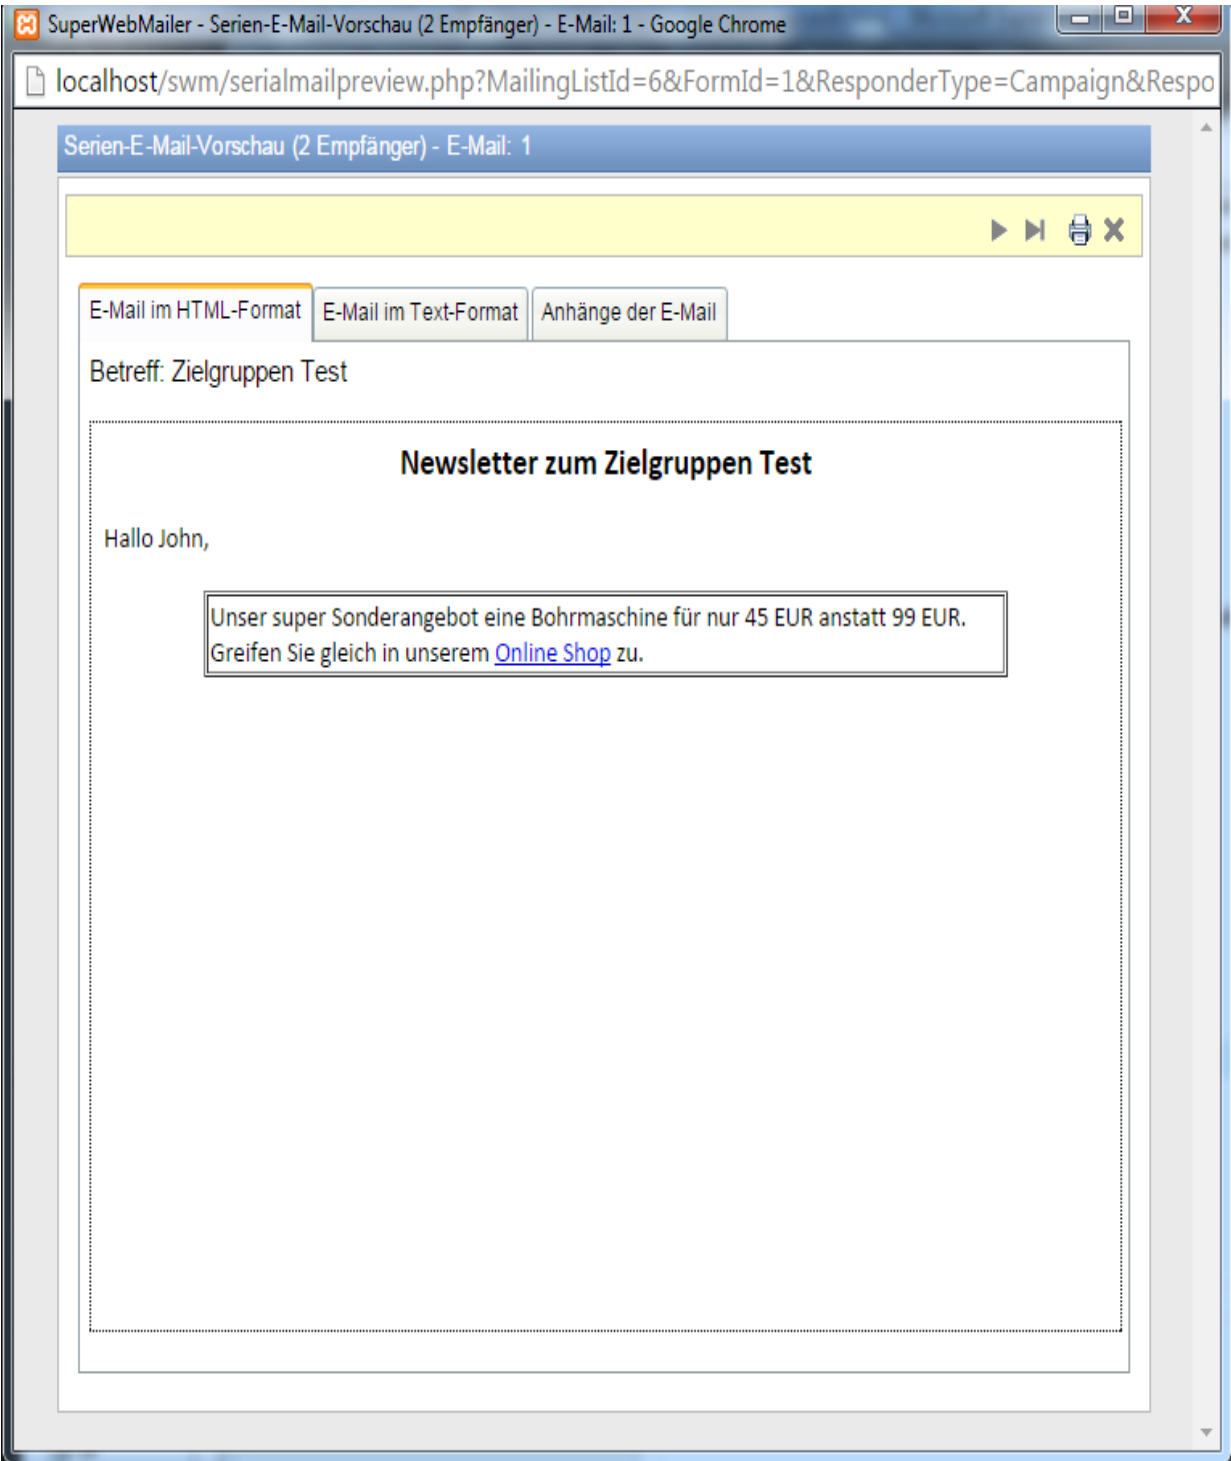 SuperWebMailer - Serien-E-Mail-Vorschau (2 Empfänger) - E-Mail: 1 - Google Chrome
localhost/swm/serialmailpreview.php?MailingListId=6&FormId=1&ResponderType=Campaign&Respo
Serien-E-Mail-Vorschau (2 Empfänger) - E-Mail: 1
E-Mail im HTML-Format E-Mail im Text-Format Anhänge der E-Mail
Betreff: Zielgruppen Test
Newsletter zum Zielgruppen Test
Hallo John,
Unser super Sonderangebot eine Bohrmaschine für nur 45 EUR anstatt 99 EUR.
Greifen Sie gleich in unserem Online Shop zu.